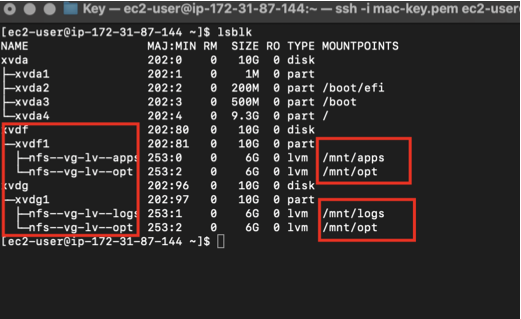 Key — ec2-user@ip-172-31-87-144:~ — ssh -i mac-key.pem ec2-user
[ec2-user@ip-172-31-87-144 ~]$ lsblk
NAME MAJ:MIN RM SIZE RO TYPE MOUNTPOINTS
xvda 202:0 0 10G 0 disk
├─xvda1 202:1 0 1M 0 part
├─xvda2 202:2 0 200M 0 part /boot/efi
├─xvda3 202:3 0 500M 0 part /boot
└─xvda4 202:4 0 9.3G 0 part /
xvdf 202:80 0 10G 0 disk
└─xvdf1 202:81 0 10G 0 part
├─nfs--vg-lv--apps 253:0 0 6G 0 lvm /mnt/apps
└─nfs--vg-lv--opt 253:2 0 6G 0 lvm /mnt/opt
xvdg 202:96 0 10G 0 disk
└─xvdg1 202:97 0 10G 0 part
├─nfs--vg-lv--logs 253:1 0 6G 0 lvm /mnt/logs
└─nfs--vg-lv--opt 253:2 0 6G 0 lvm /mnt/opt
[ec2-user@ip-172-31-87-144 ~]$